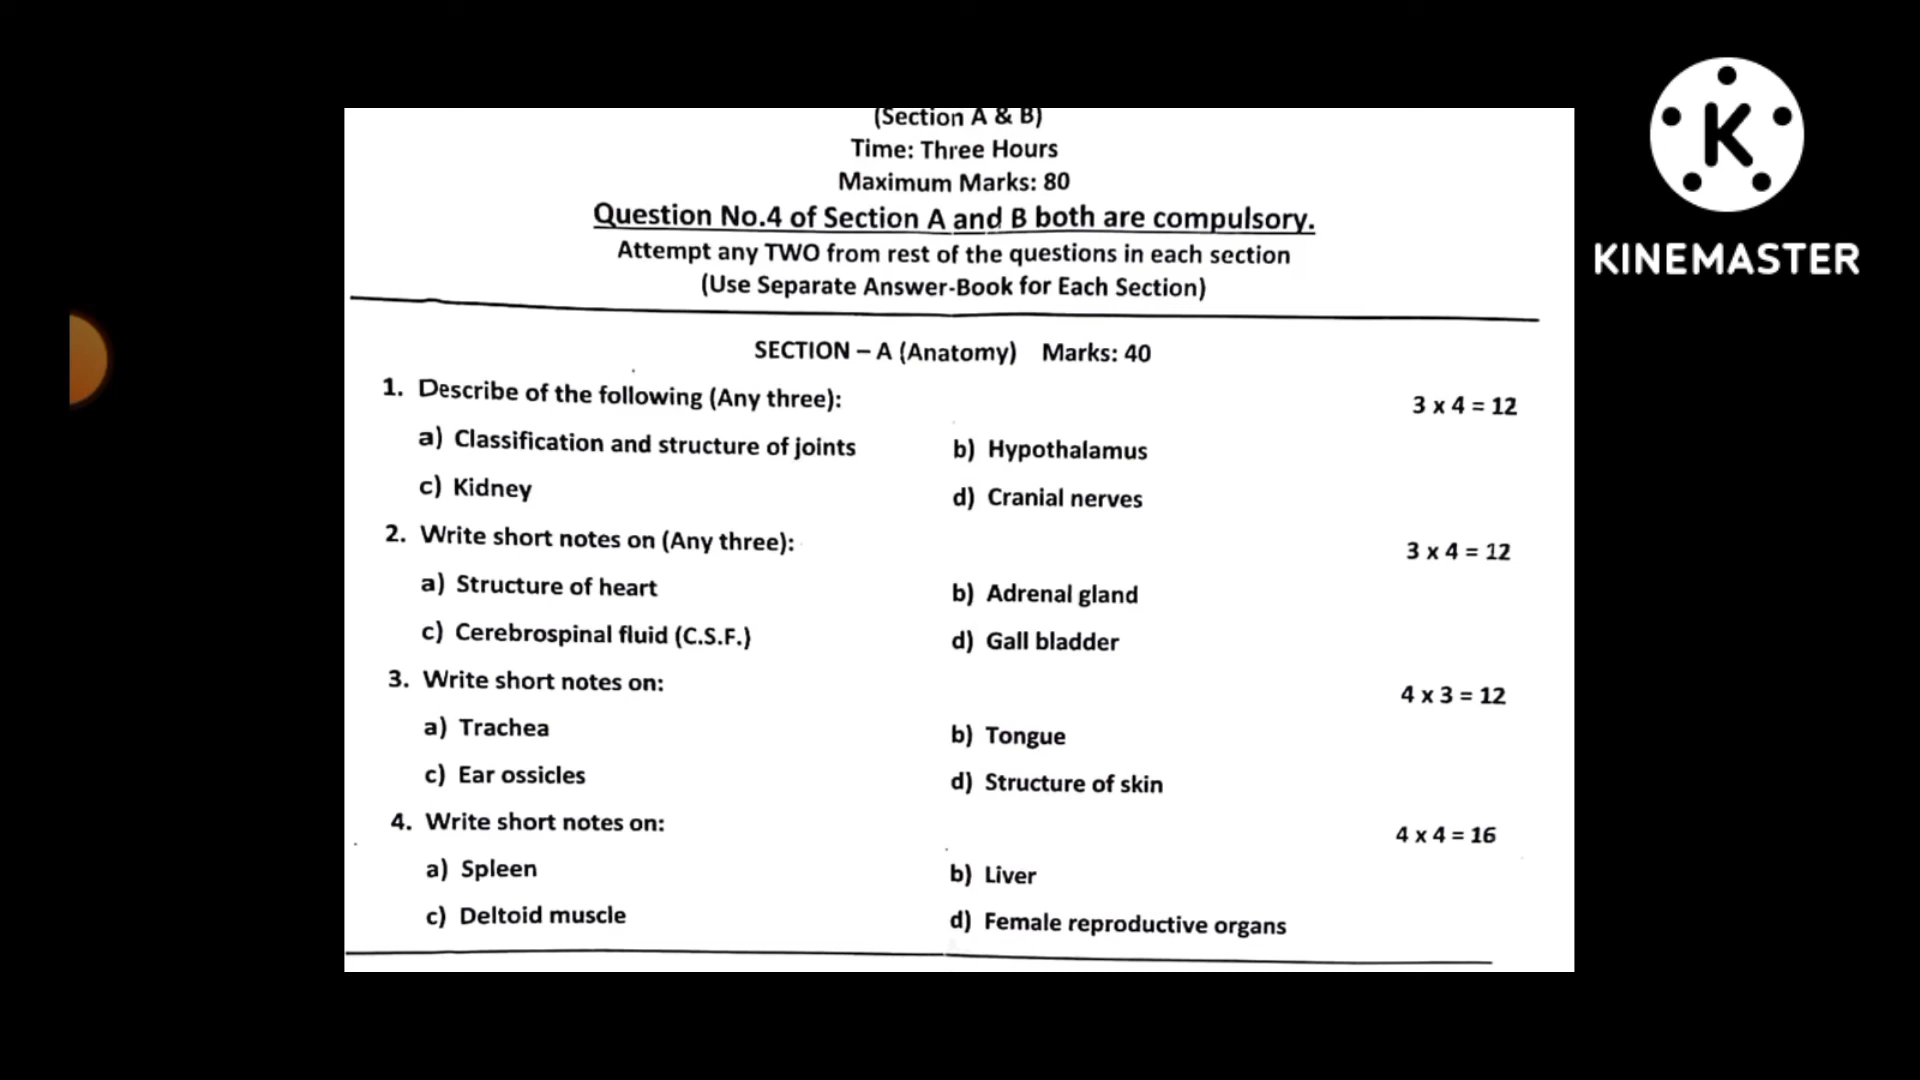 (Section A & B)
Time: Three Hours
Maximum Marks: 80
Question No.4 of Section A and B both are compulsory.
Attempt any TWO from rest of the questions in each section
(Use Separate Answer-Book for Each Section)
SECTION – A (Anatomy) Marks: 40
1. Describe of the following (Any three): 3 x 4 = 12
a) Classification and structure of joints b) Hypothalamus
c) Kidney d) Cranial nerves
2. Write short notes on (Any three): 3 x 4 = 12
a) Structure of heart b) Adrenal gland
c) Cerebrospinal fluid (C.S.F.) d) Gall bladder
3. Write short notes on: 4 x 3 = 12
a) Trachea b) Tongue
c) Ear ossicles d) Structure of skin
4. Write short notes on: 4 x 4 = 16
a) Spleen b) Liver
c) Deltoid muscle d) Female reproductive organs
K
KINEMASTER